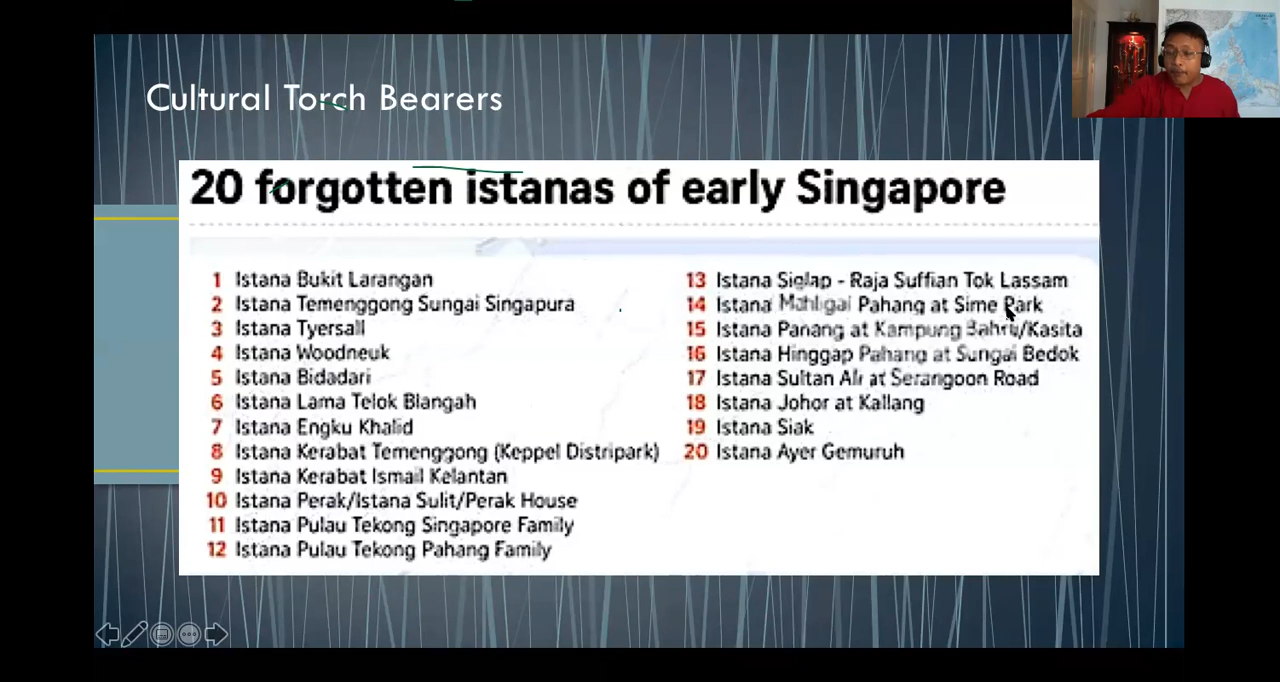 Cultural Torch Bearers
20 forgotten istanas of early Singapore
1 Istana Bukit Larangan
2 Istana Temenggong Sungai Singapura
3 Istana Tyersall
4 Istana Woodneuk
5 Istana Bidadari
6 Istana Lama Telok Blangah
7 Istana Engku Khalid
8 Istana Kerabat Temenggong (Keppel Distripark)
9 Istana Kerabat Ismail Kelantan
10 Istana Perak/Istana Sulit/Perak House
11 Istana Pulau Tekong Singapore Family
12 Istana Pulau Tekong Pahang Family
13 Istana Siglap - Raja Suffian Tok Lassam
14 Istana Mahligai Pahang at Sime Park
15 Istana Panang at Kampung Bahru/Kasita
16 Istana Hinggap Pahang at Sungai Bedok
17 Istana Sultan Ali at Serangoon Road
18 Istana Johor at Kallang
19 Istana Siak
20 Istana Ayer Gemuruh